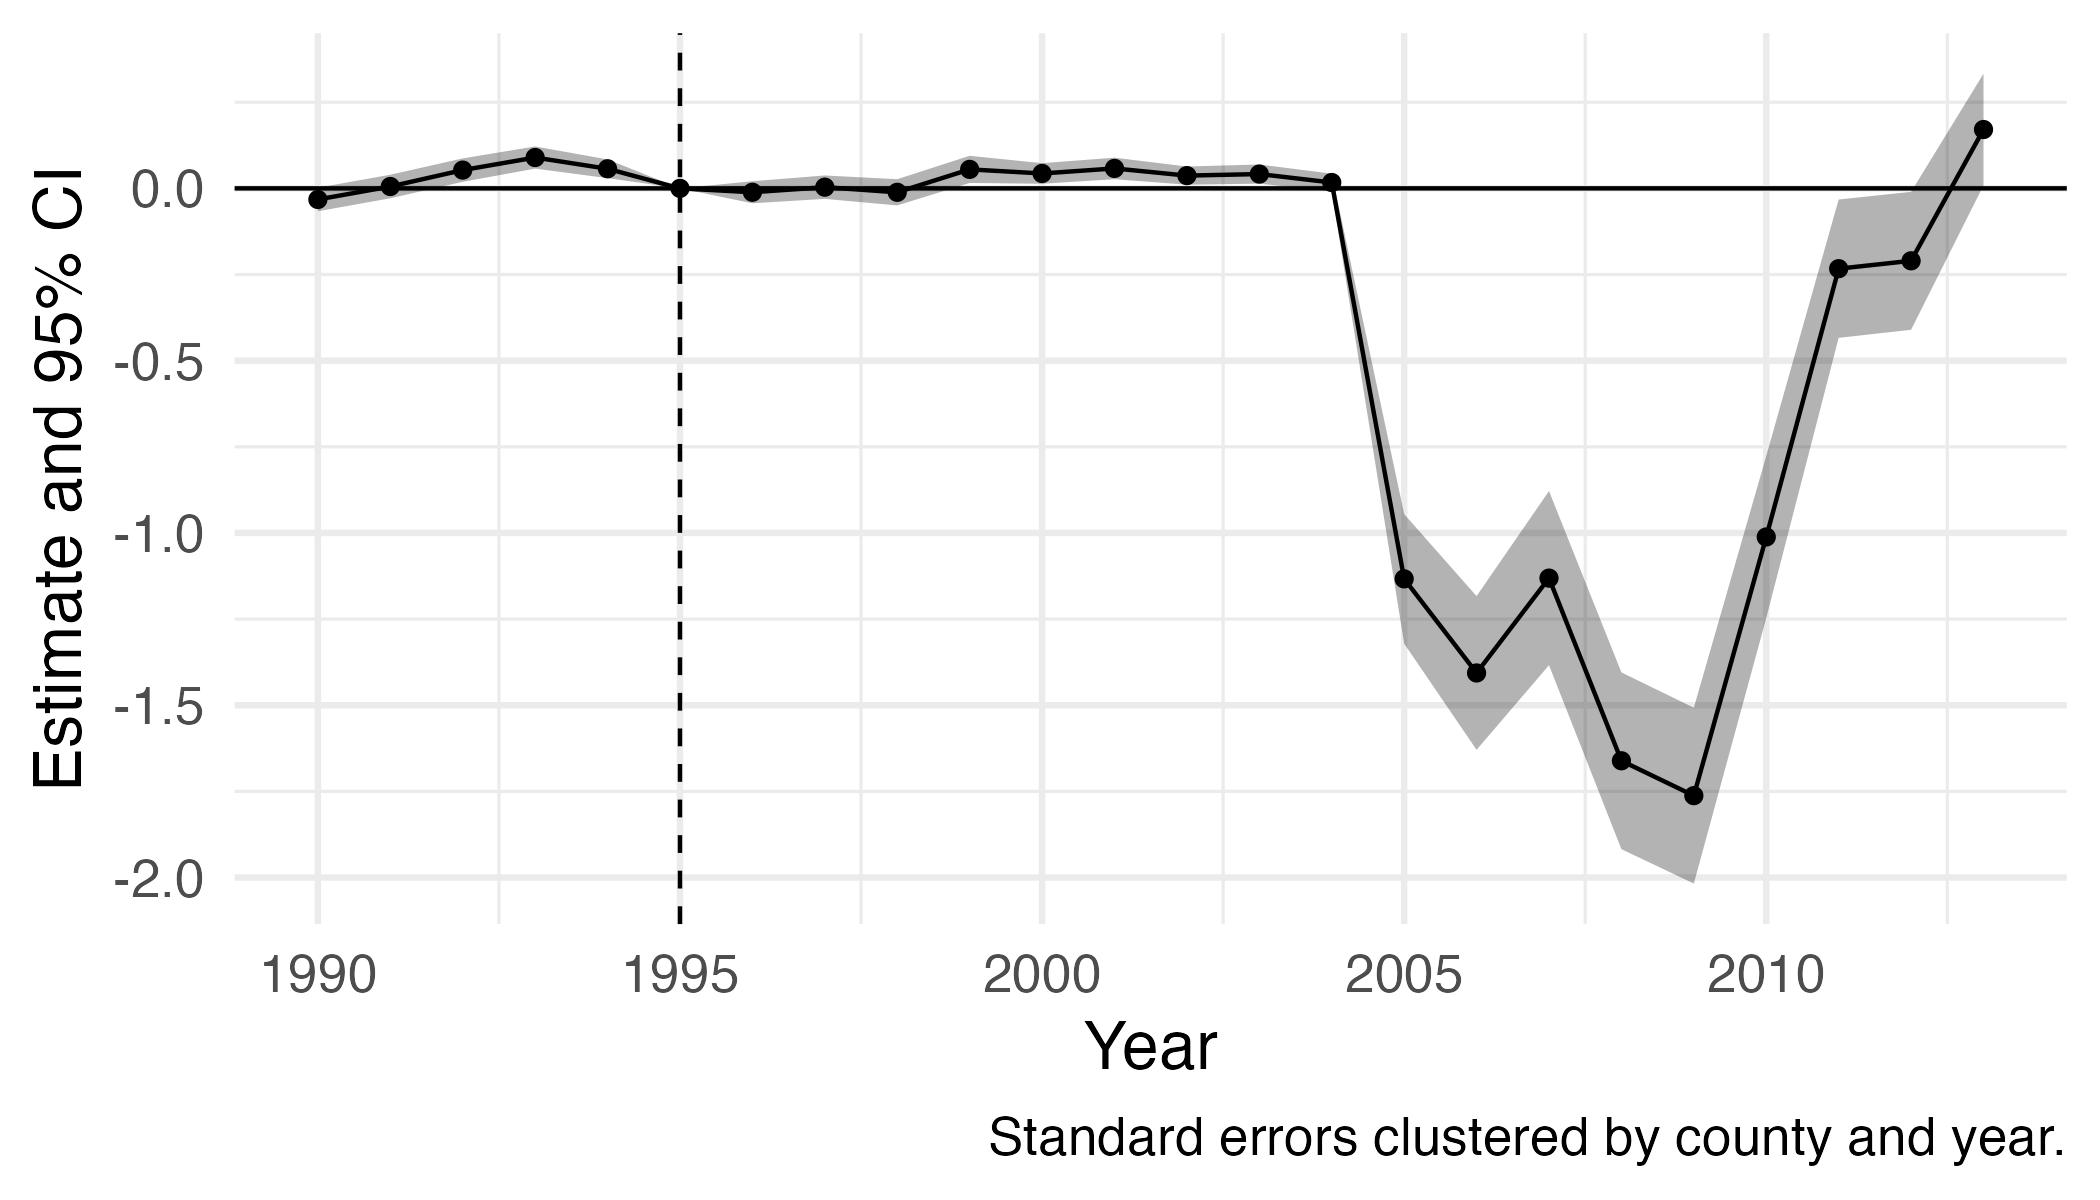 Estimate and 95% CI
0.0
-0.5
-1.0
-1.5
-2.0
1990 1995 2000 2005 2010
Year
Standard errors clustered by county and year.